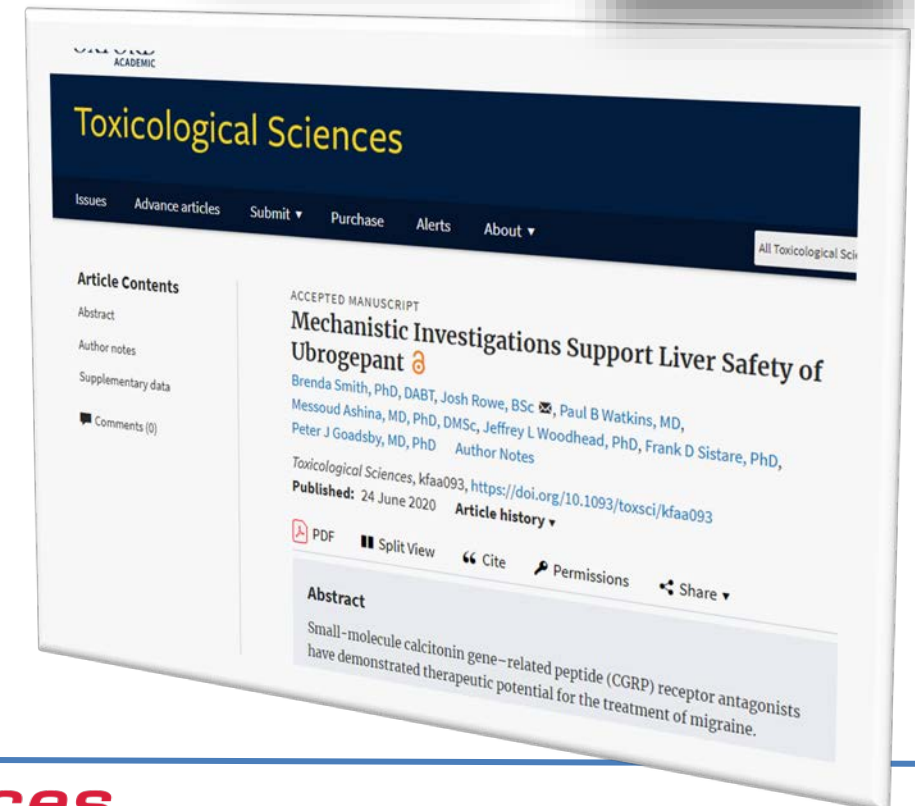 ACADEMIC
Toxicological Sciences
Issues Advance articles Submit ▾ Purchase Alerts About ▾
All Toxicological
Article Contents
Abstract
Author notes
Supplementary data
Comments (0)
ACCEPTED MANUSCRIPT
Mechanistic Investigations Support Liver Safety of
Ubrogepant
Brenda Smith, PhD, DABT, Josh Rowe, BSc ✉, Paul B Watkins, MD,
Messoud Ashina, MD, PhD, DMSc, Jeffrey L Woodhead, PhD, Frank D Sistare, PhD,
Peter J Goadsby, MD, PhD Author Notes
Toxicological Sciences, kfaa093, https://doi.org/10.1093/toxsci/kfaa093
Published: 24 June 2020 Article history ▾
PDF Split View Cite Permissions Share ▾
Abstract
Small-molecule calcitonin gene–related peptide (CGRP) receptor antagonists
have demonstrated therapeutic potential for the treatment of migraine.